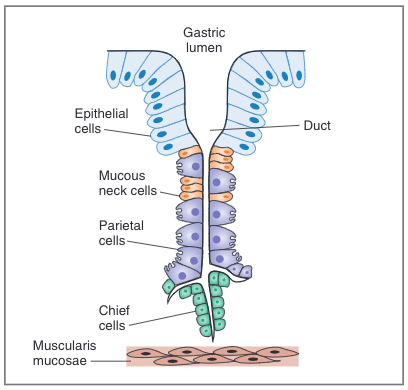 Gastric
lumen
Epithelial
cells
Duct
Mucous
neck cells
Parietal
cells
Chief
cells
Muscularis
mucosae